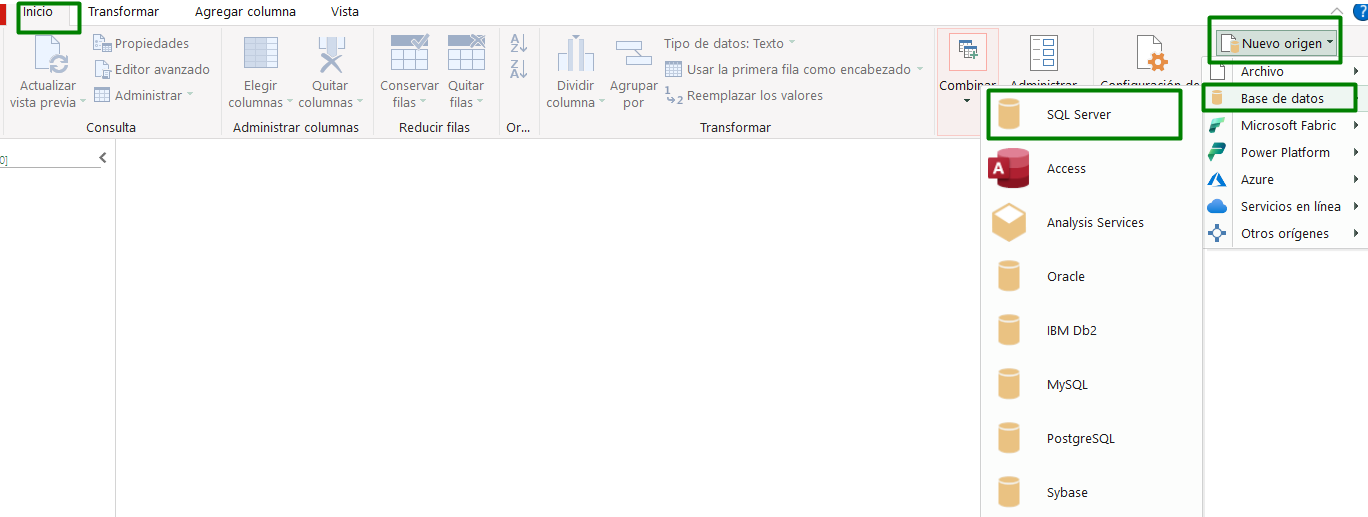 Inicio Transformar Agregar columna Vista
Actualizar
vista previa
Propiedades
Editor avanzado
Administrar
Consulta
Elegir
columnas
Quitar
columnas
Administrar columnas
Conservar
filas
Quitar
filas
Reducir filas
Or...
Dividir
columna
Agrupar
por
Tipo de datos: Texto
Usar la primera fila como encabezado
Reemplazar los valores
Transformar
Combinar
Administrar
Configuración de
Nuevo origen
Archivo
Base de datos
Microsoft Fabric
Power Platform
Azure
Servicios en línea
Otros orígenes
SQL Server
Access
Analysis Services
Oracle
IBM Db2
MySQL
PostgreSQL
Sybase
0]